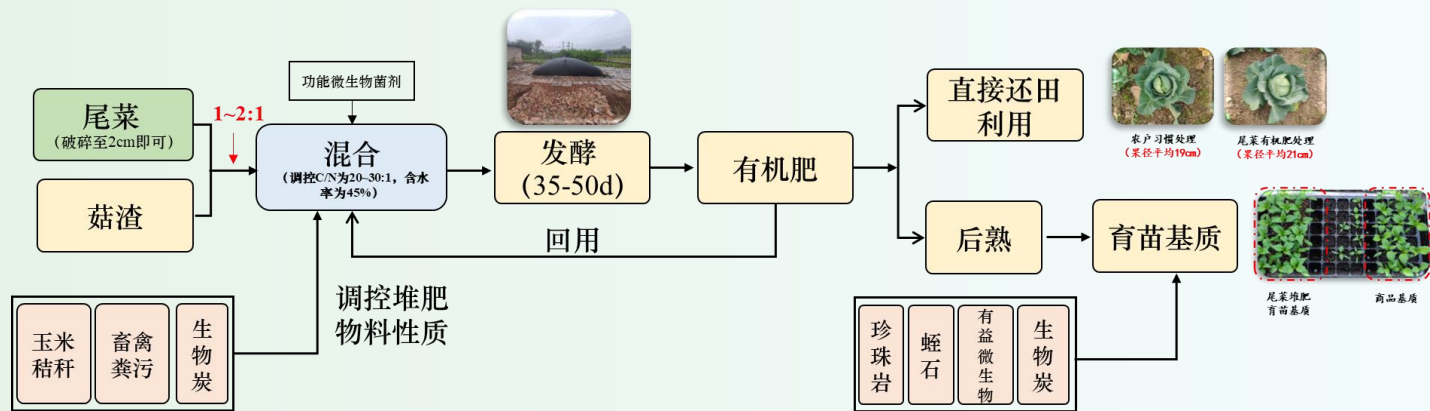 尾菜
（破碎至2cm即可）
菇渣
1~2:1
功能微生物菌剂
混合
（调控C/N为20~30:1，含水
率为45%）
发酵
(35-50d)
有机肥
回用
调控堆肥
物料性质
玉米
秸秆
畜禽
粪污
生物炭
直接还田
利用
农户习惯处理
（果径平均19cm）
尾菜有机肥处理
（果径平均21cm）
后熟
育苗基质
尾菜堆肥
育苗基质
商品基质
珍珠岩
蛭石
有益微生物
生物炭